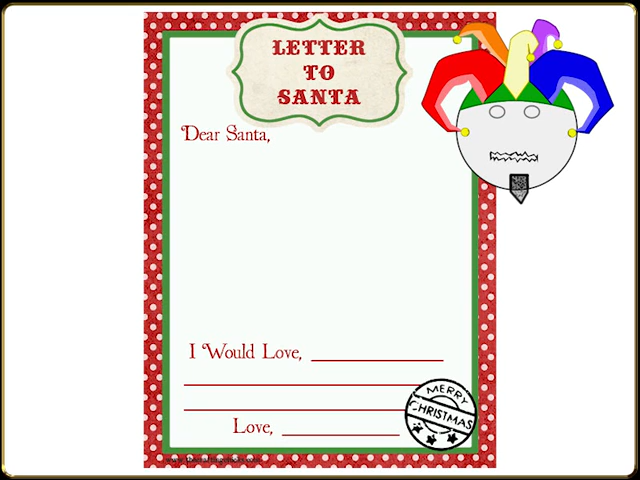 LETTER
TO
SANTA
Dear Santa,
I Would Love,
MERRY
CHRISTMAS
Love,